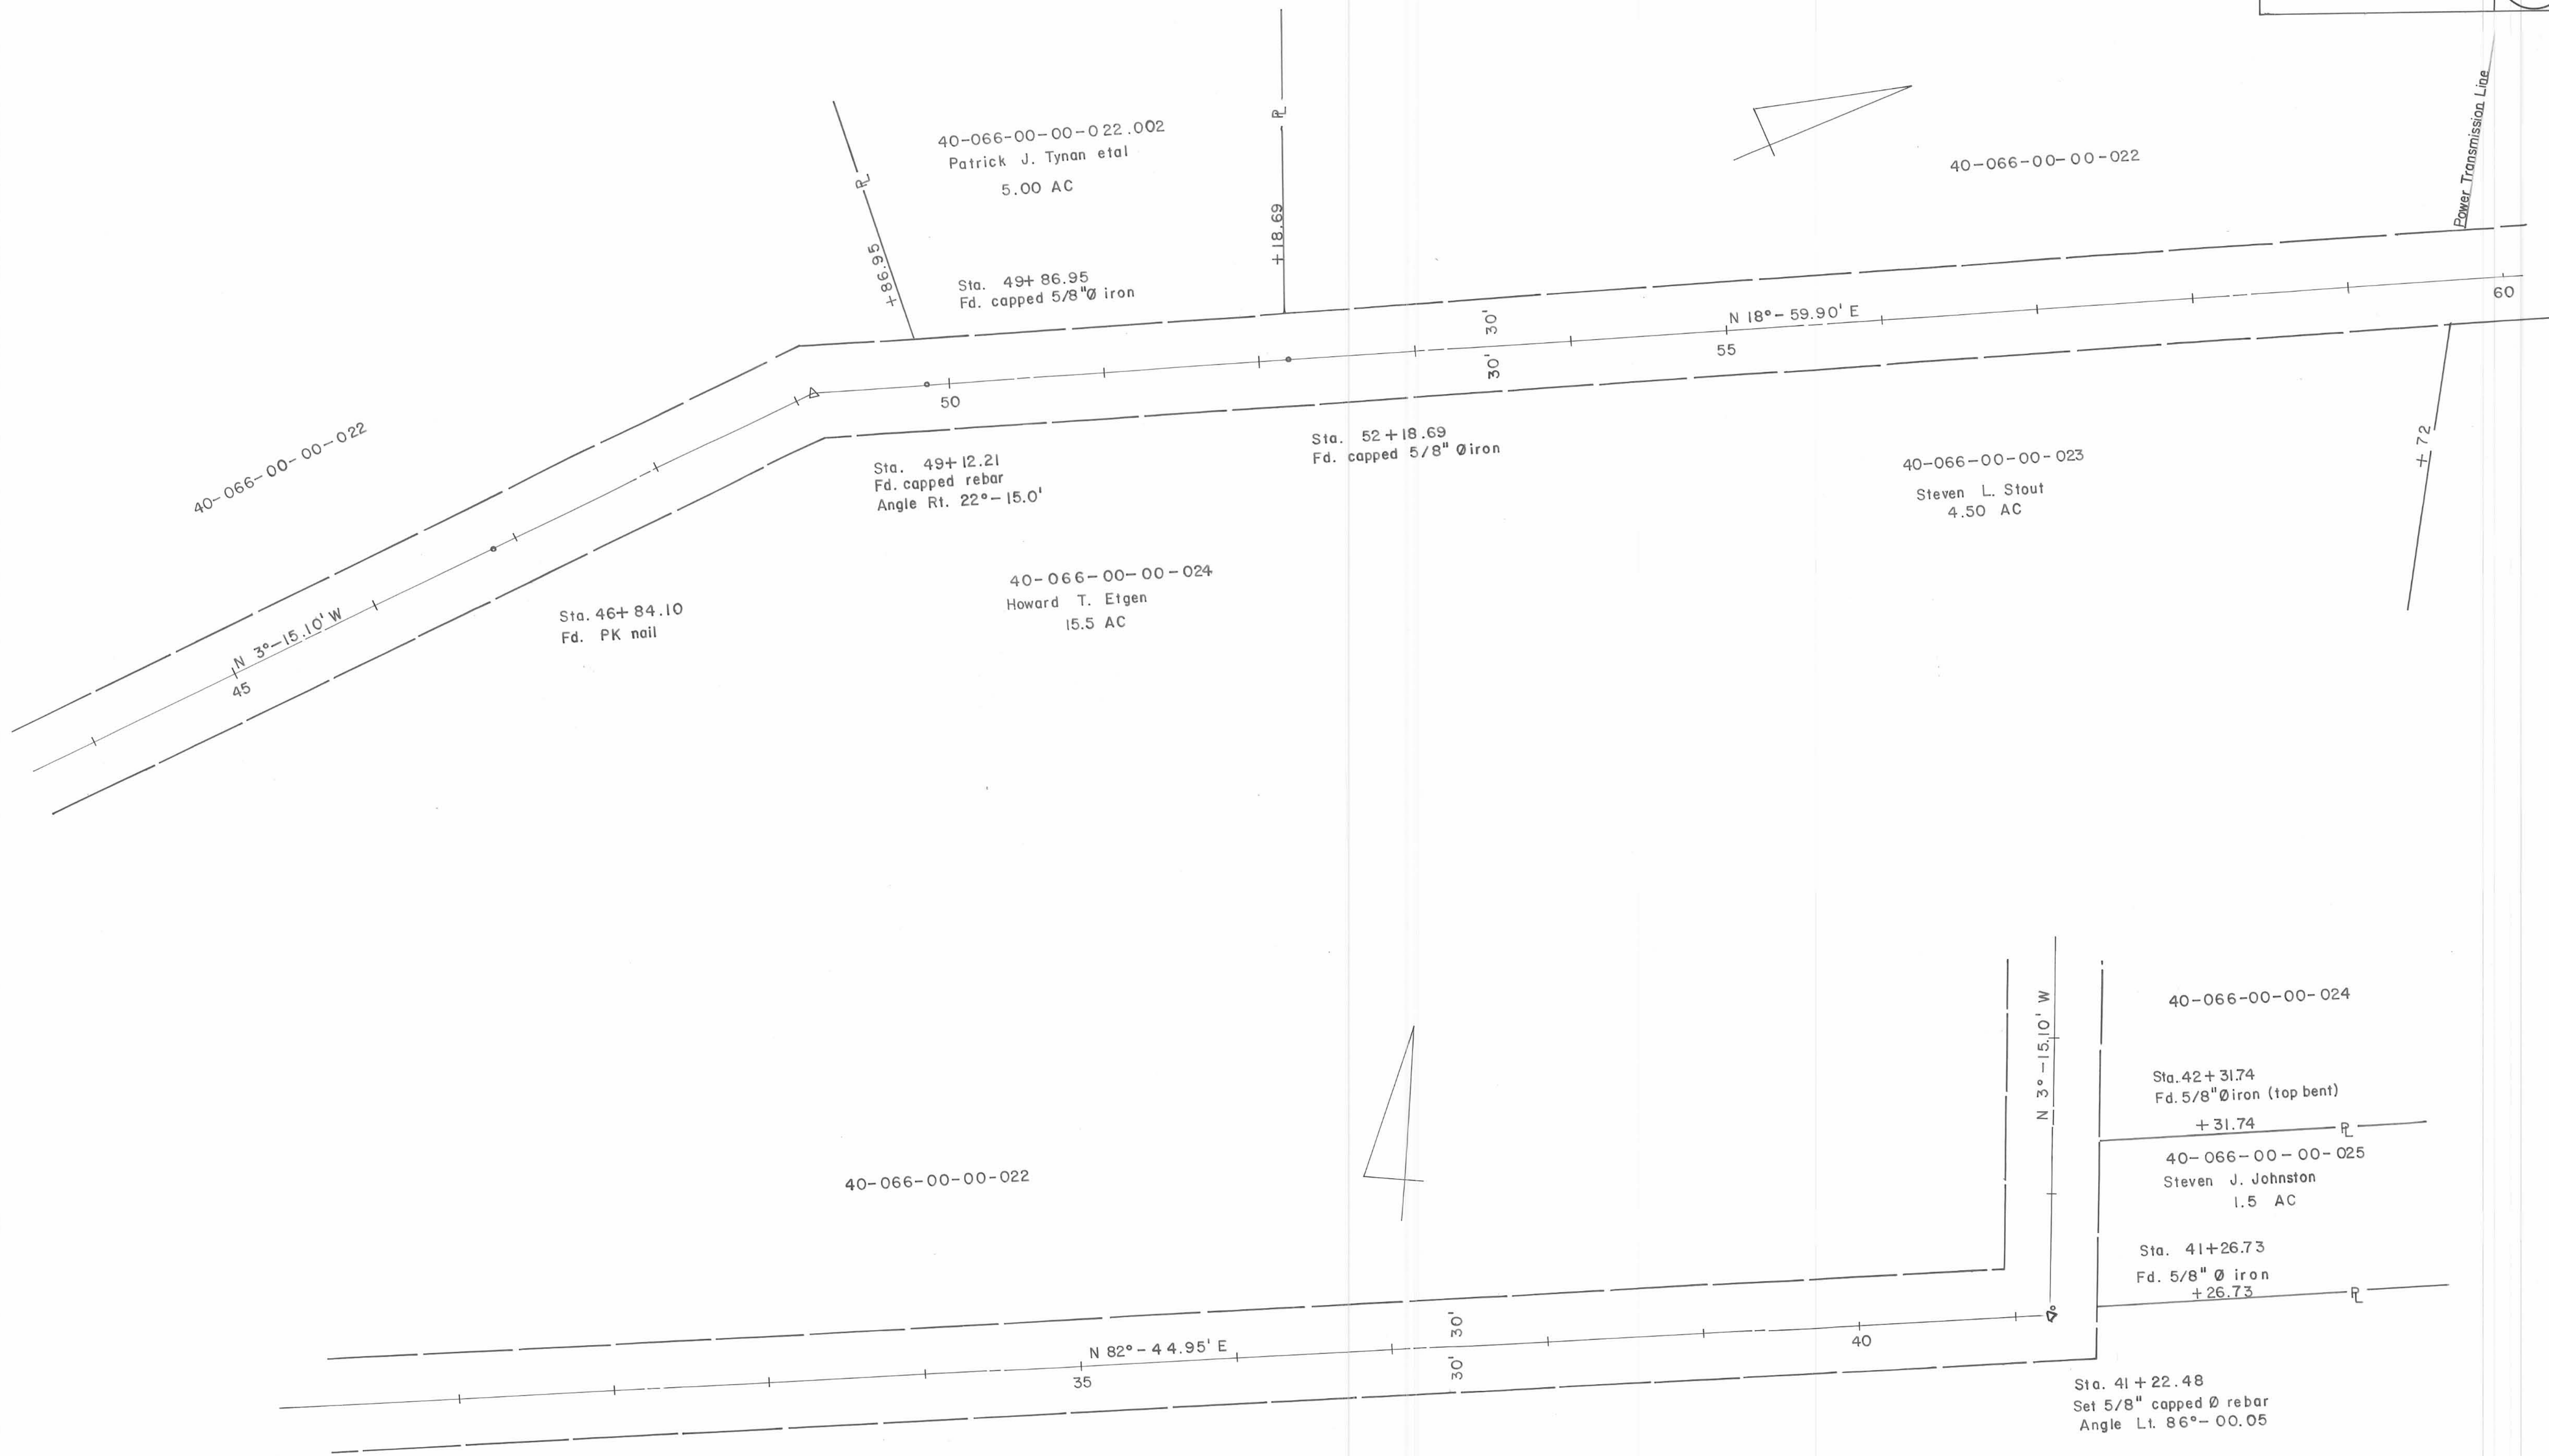 Power Transmission Line
40-066-00-00-022.002
Patrick J. Tynan etal
5.00 AC
PL
PL
40-066-00-00-022
+86.95
+18.69
Sta. 49+86.95
Fd. capped 5/8"Ø iron
30'
30'
N 18°-59.90' E
50
55
60
40-066-00-00-022
Sta. 49+12.21
Fd. capped rebar
Angle Rt. 22°-15.0'
Sta. 52+18.69
Fd. capped 5/8" Ø iron
40-066-00-00-023
Steven L. Stout
4.50 AC
+72
40-066-00-00-024
Howard T. Etgen
15.5 AC
Sta. 46+84.10
Fd. PK nail
N 3°-15.10' W
45
N 3°-15.10' W
40-066-00-00-024
Sta. 42+31.74
Fd. 5/8"Ø iron (top bent)
+31.74
PL
40-066-00-00-025
Steven J. Johnston
1.5 AC
Sta. 41+26.73
Fd. 5/8" Ø iron
+26.73
PL
40-066-00-00-022
N 82°-44.95' E
30'
30'
35
40
Sta. 41+22.48
Set 5/8" capped Ø rebar
Angle Lt. 86°-00.05